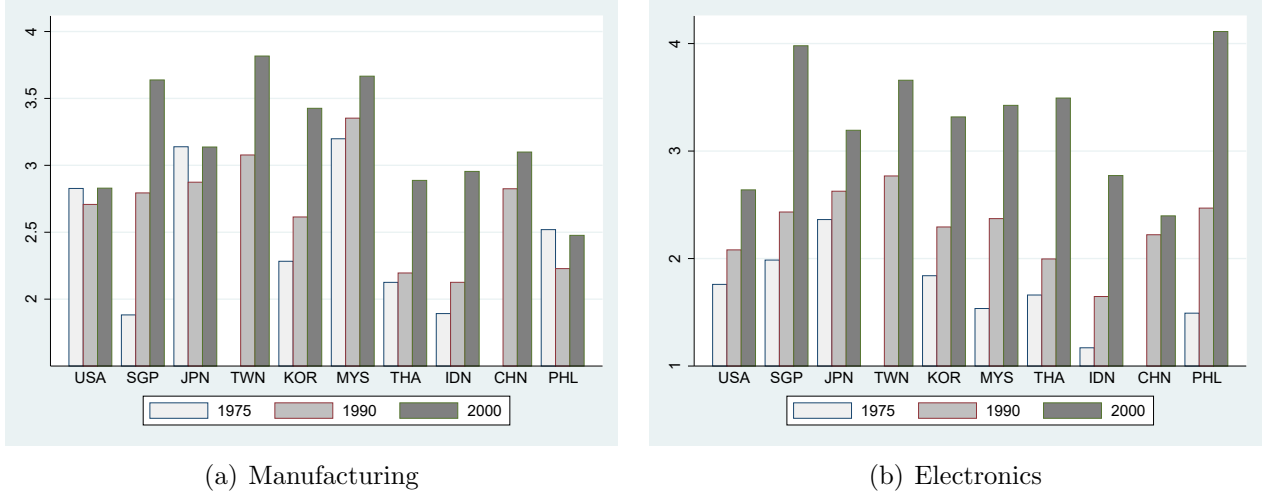 4
3.5
3
2.5
2
USA SGP JPN TWN KOR MYS THA IDN CHN PHL
1975 1990 2000
(a) Manufacturing
4
3
2
1
USA SGP JPN TWN KOR MYS THA IDN CHN PHL
1975 1990 2000
(b) Electronics